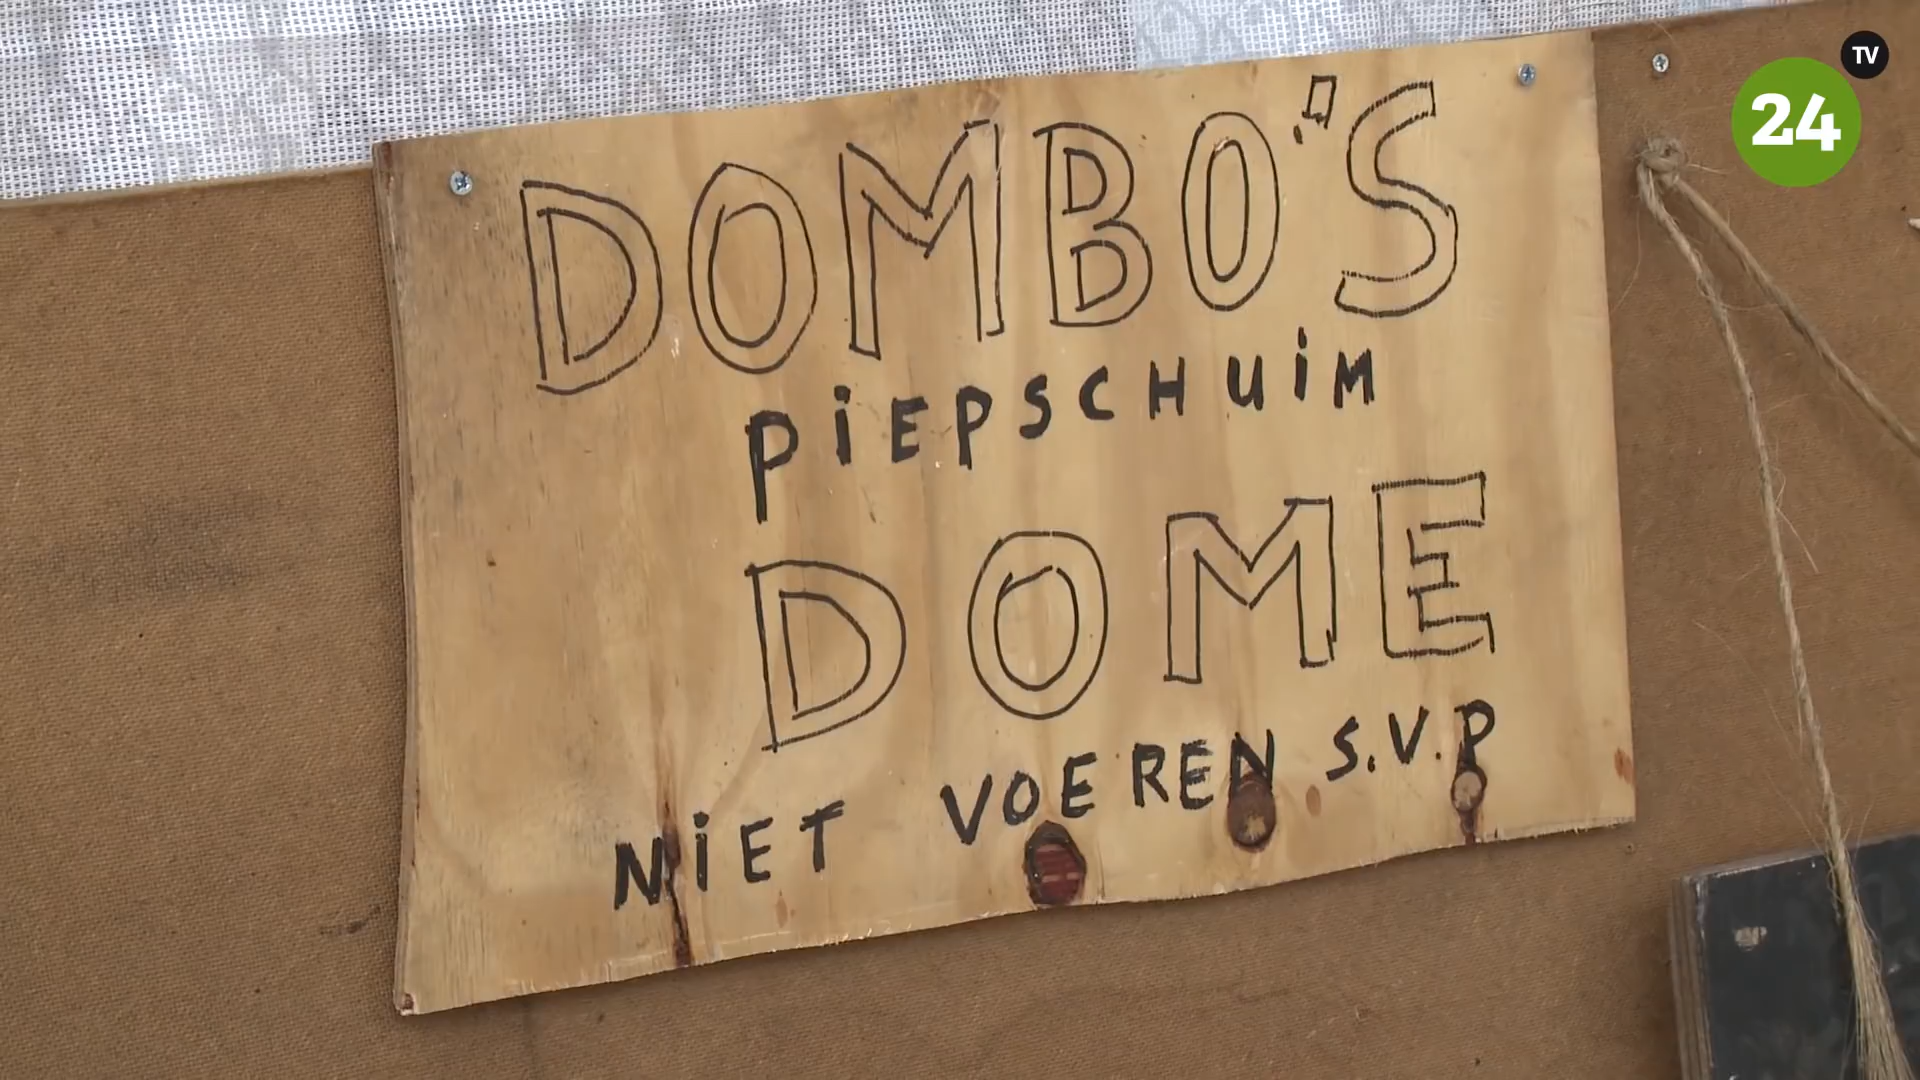 DOMBO'S
PiEPSCHUiM
DOME
NiET VOEREN S.V.P
24
TV